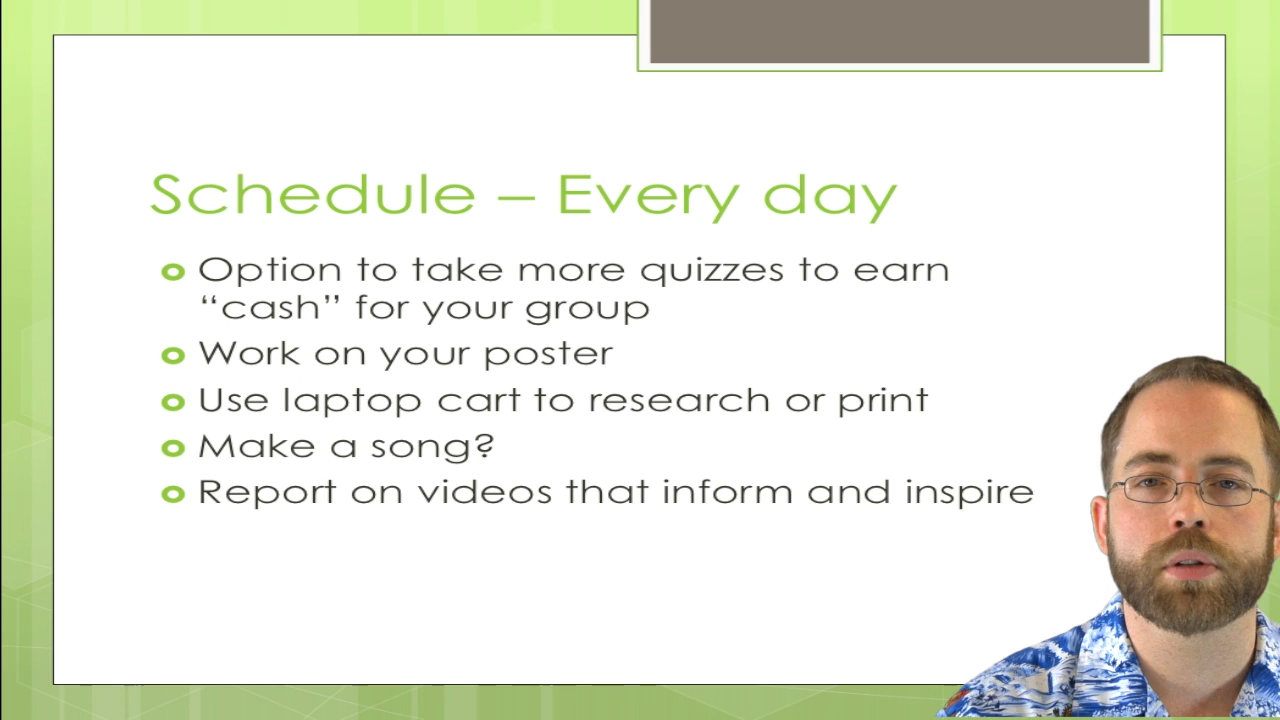 Schedule – Every day
Option to take more quizzes to earn
“cash” for your group
Work on your poster
Use laptop cart to research or print
Make a song?
Report on videos that inform and inspire